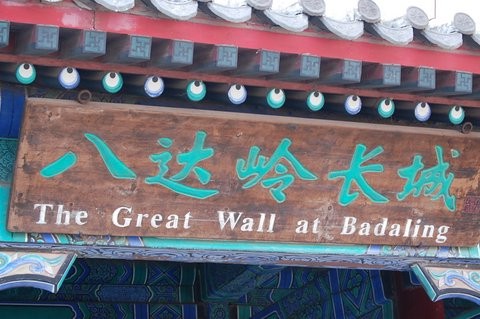 八达岭长城
The Great Wall at Badaling